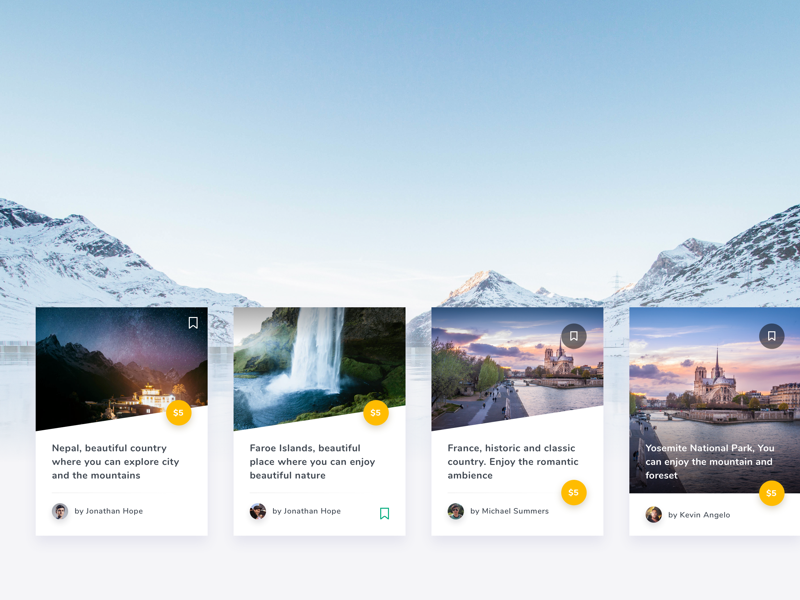 $5
Nepal, beautiful country
where you can explore city
and the mountains
by Jonathan Hope
$5
Faroe Islands, beautiful
place where you can enjoy
beautiful nature
by Jonathan Hope
France, historic and classic
country. Enjoy the romantic
ambience
$5
by Michael Summers
Yosemite National Park, You
can enjoy the mountain and
foreset
$5
by Kevin Angelo